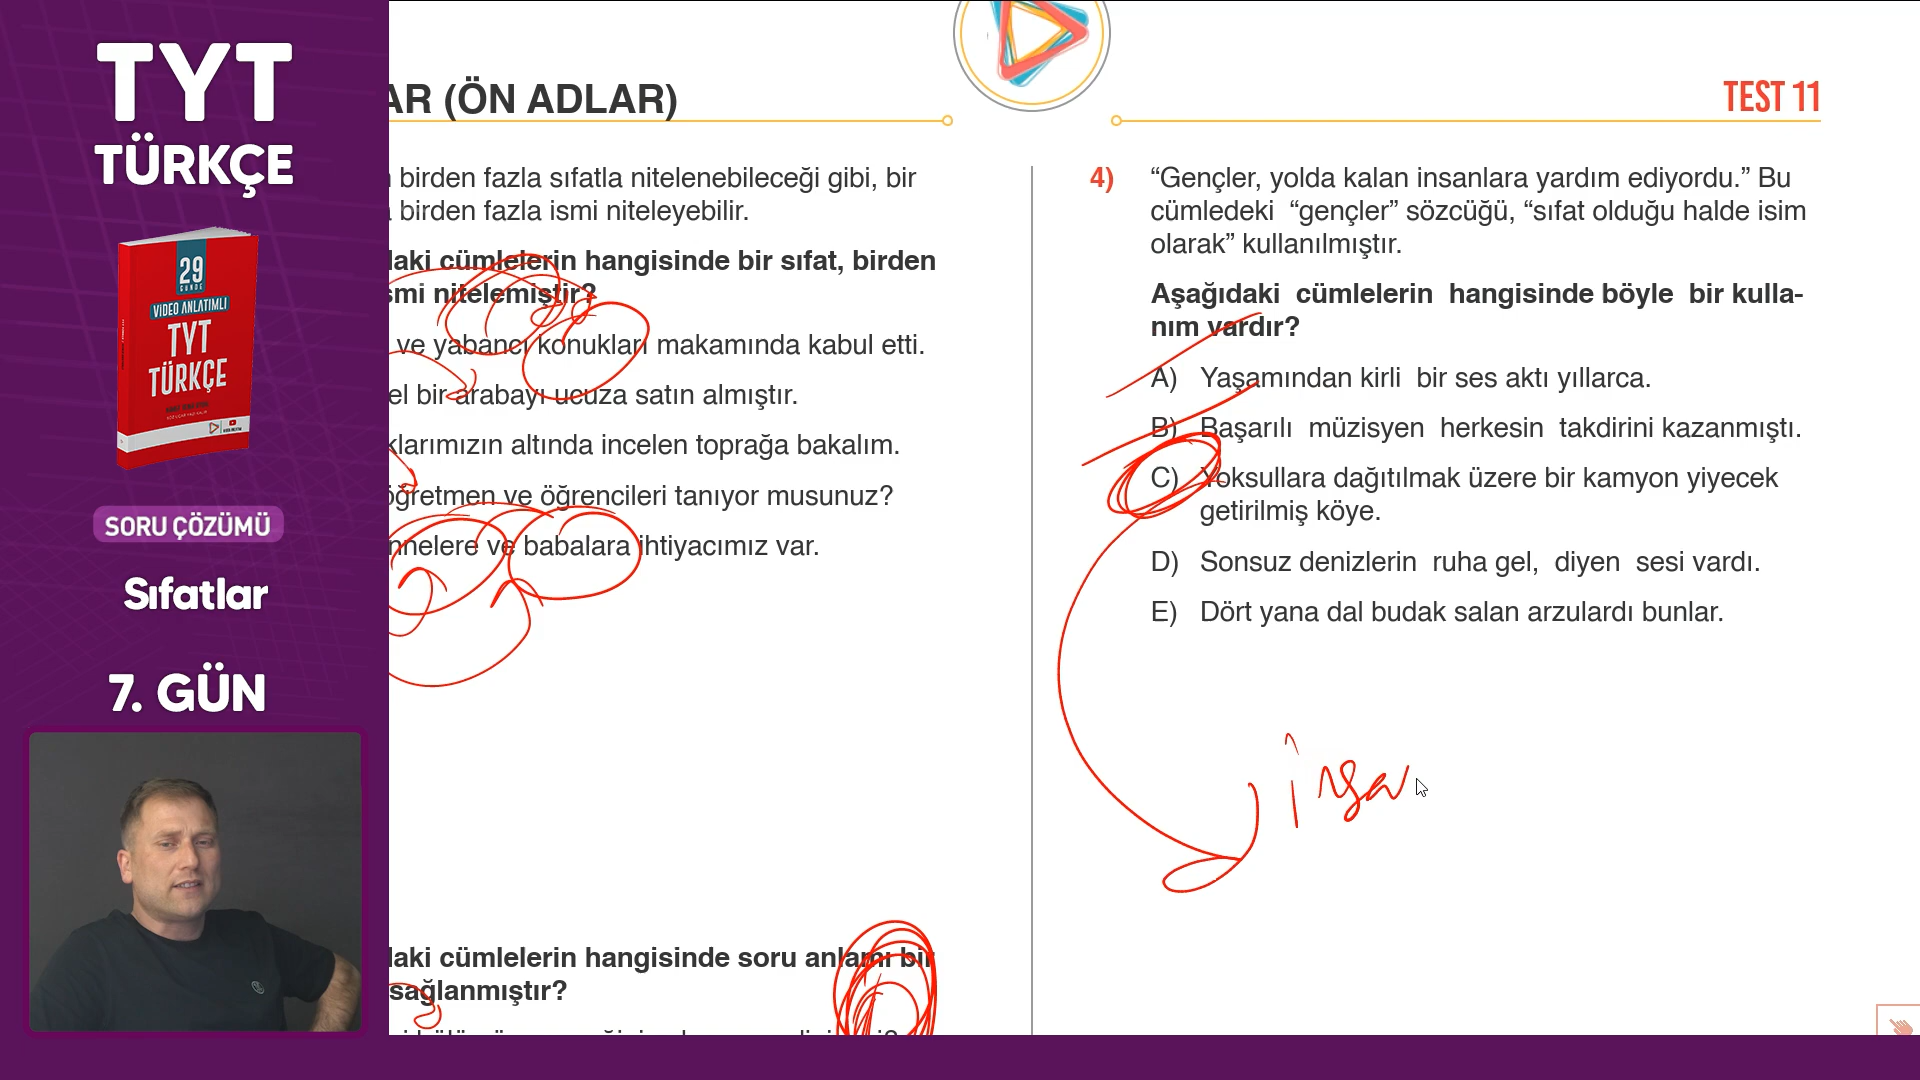 TYT
TÜRKÇE
29
GÜNDE
VİDEO ANLATIMLI
TYT
TÜRKÇE
SORU ÇÖZÜMÜ
Sıfatlar
7. GÜN
AR (ÖN ADLAR)
TEST 11
birden fazla sıfatla nitelenebileceği gibi, bir
birden fazla ismi niteleyebilir.
daki cümlelerin hangisinde bir sıfat, birden
smi nitelemiştir?
ve yabancı konukları makamında kabul etti.
el bir arabayı ucuza satın almıştır.
klarımızın altında incelen toprağa bakalım.
öğretmen ve öğrencileri tanıyor musunuz?
nnelere ve babalara ihtiyacımız var.
daki cümlelerin hangisinde soru anlamı bir
sağlanmıştır?
4) “Gençler, yolda kalan insanlara yardım ediyordu.” Bu
cümledeki “gençler” sözcüğü, “sıfat olduğu halde isim
olarak” kullanılmıştır.
Aşağıdaki cümlelerin hangisinde böyle bir kulla-
nım vardır?
A) Yaşamından kirli bir ses aktı yıllarca.
B) Başarılı müzisyen herkesin takdirini kazanmıştı.
C) Yoksullara dağıtılmak üzere bir kamyon yiyecek
getirilmiş köye.
D) Sonsuz denizlerin ruha gel, diyen sesi vardı.
E) Dört yana dal budak salan arzulardı bunlar.